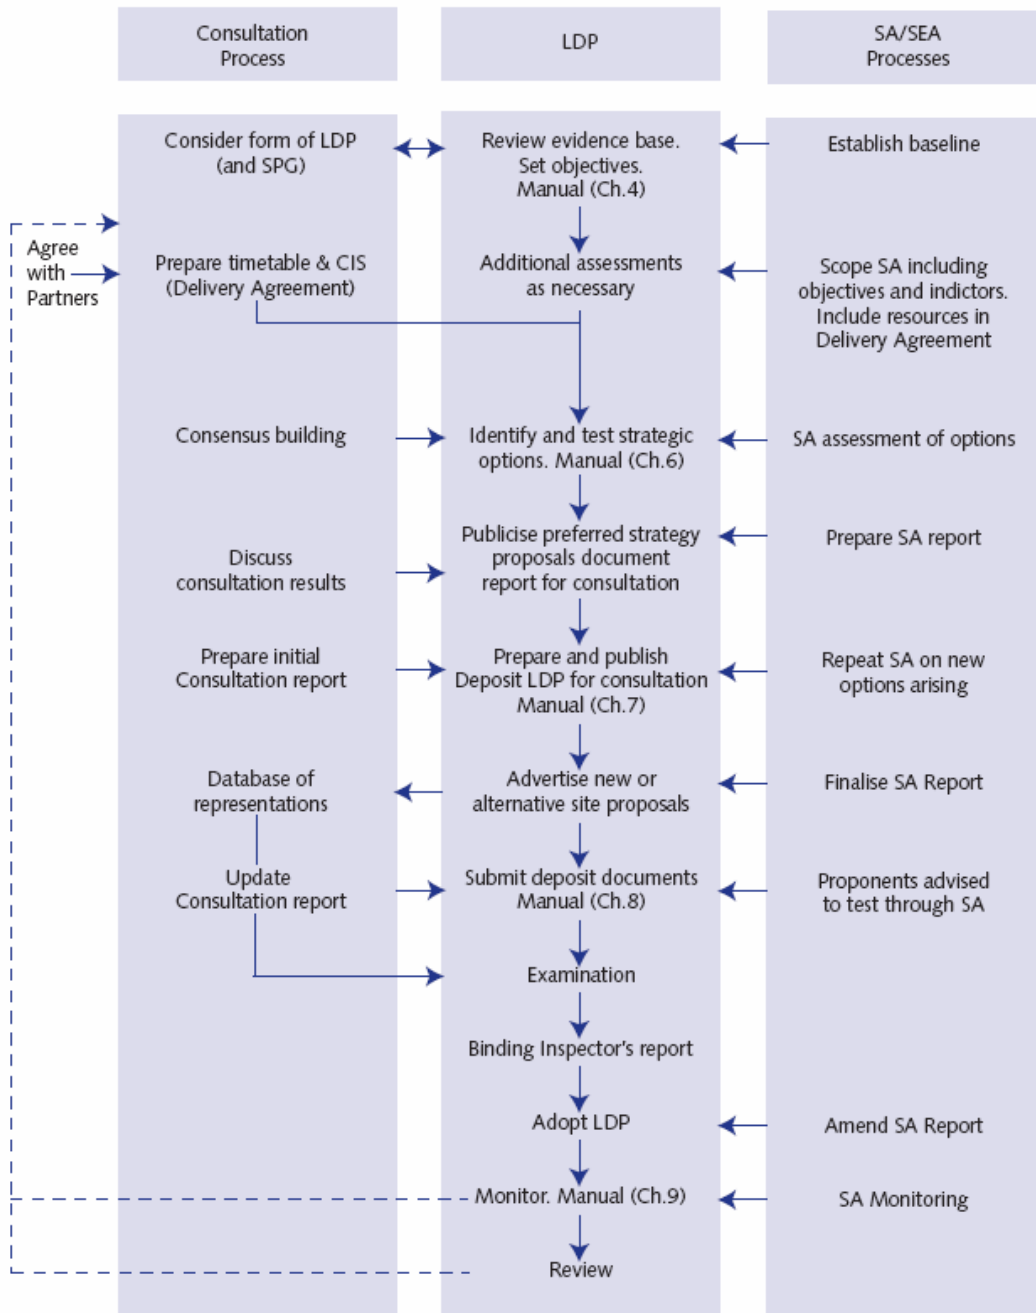 Consultation
Process
LDP
SA/SEA
Processes
Consider form of LDP
(and SPG)
Review evidence base.
Set objectives.
Manual (Ch.4)
Establish baseline
Agree
with
Partners
Prepare timetable & CIS
(Delivery Agreement)
Additional assessments
as necessary
Scope SA including
objectives and indictors.
Include resources in
Delivery Agreement
Consensus building
Identify and test strategic
options. Manual (Ch.6)
SA assessment of options
Discuss
consultation results
Publicise preferred strategy
proposals document
report for consultation
Prepare SA report
Prepare initial
Consultation report
Prepare and publish
Deposit LDP for consultation
Manual (Ch.7)
Repeat SA on new
options arising
Database of
representations
Advertise new or
alternative site proposals
Finalise SA Report
Update
Consultation report
Submit deposit documents
Manual (Ch.8)
Proponents advised
to test through SA
Examination
Binding Inspector's report
Adopt LDP
Amend SA Report
Monitor. Manual (Ch.9)
SA Monitoring
Review